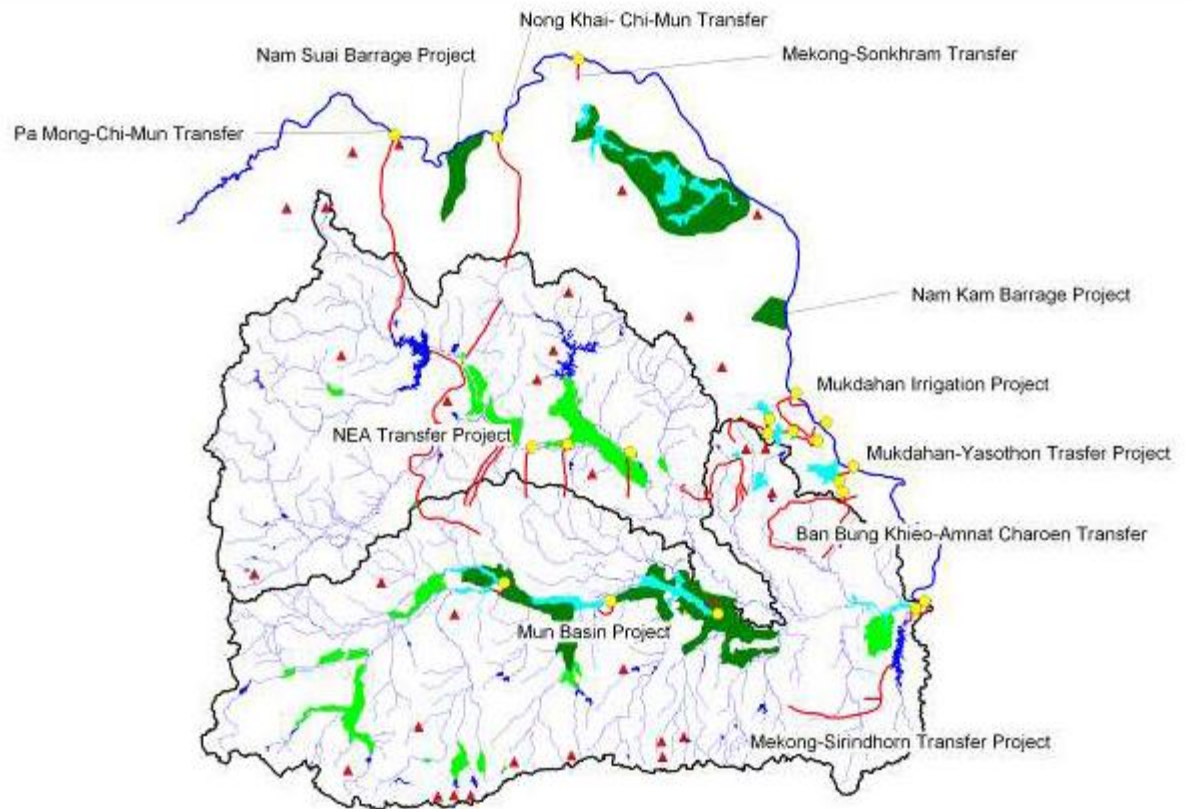 Nong Khai- Chi-Mun Transfer
Nam Suai Barrage Project
Mekong-Sonkhram Transfer
Pa Mong-Chi-Mun Transfer
Nam Kam Barrage Project
Mukdahan Irrigation Project
NEA Transfer Project
Mukdahan-Yasothon Trasfer Project
Ban Bung Khieo-Amnat Charoen Transfer
Mun Basin Project
Mekong-Sirindhorn Transfer Project